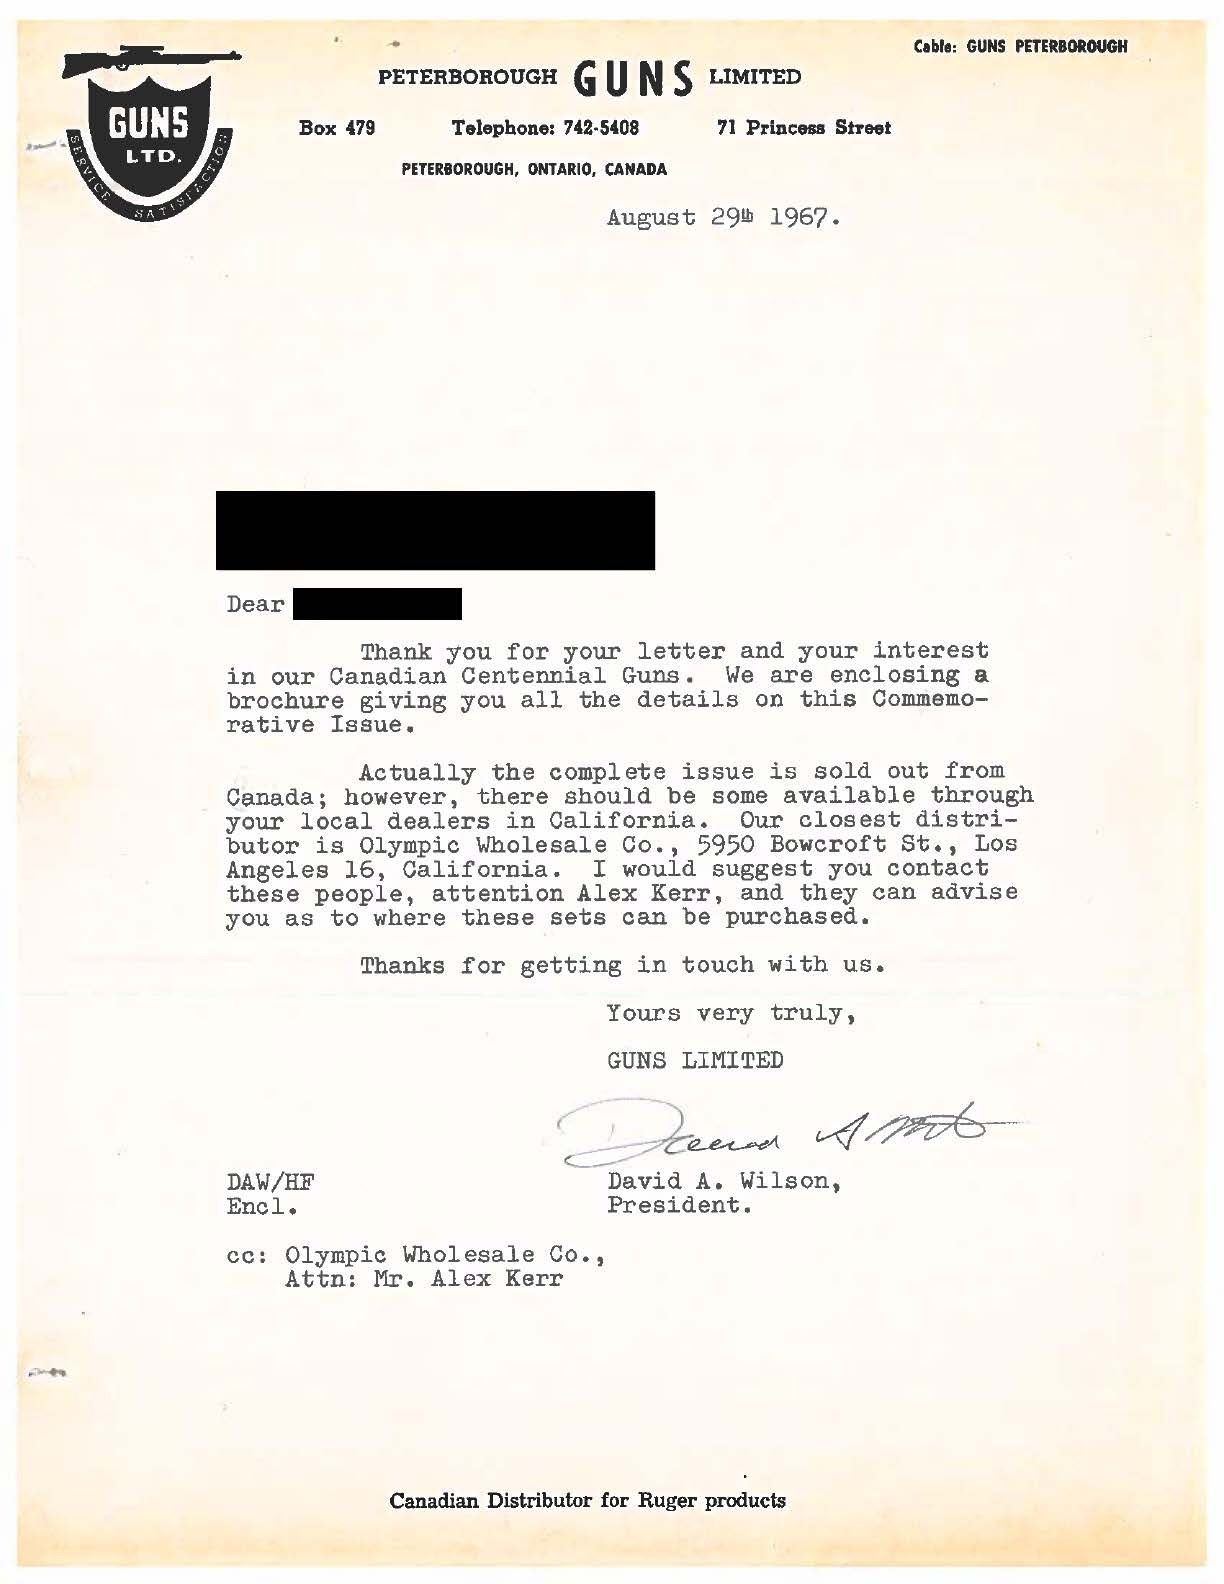 Cable: GUNS PETERBOROUGH
PETERBOROUGH GUNS LIMITED
GUNS
LTD.
SERVICE SATISFACTION
Box 479 Telephone: 742-5408 71 Princess Street
PETERBOROUGH, ONTARIO, CANADA
August 29th 1967.
Dear
Thank you for your letter and your interest
in our Canadian Centennial Guns. We are enclosing a
brochure giving you all the details on this Commemo-
rative Issue.
Actually the complete issue is sold out from
Canada; however, there should be some available through
your local dealers in California. Our closest distri-
butor is Olympic Wholesale Co., 5950 Bowcroft St., Los
Angeles 16, California. I would suggest you contact
these people, attention Alex Kerr, and they can advise
you as to where these sets can be purchased.
Thanks for getting in touch with us.
Yours very truly,
GUNS LIMITED
DAW/HF David A. Wilson,
Encl. President.
cc: Olympic Wholesale Co.,
Attn: Mr. Alex Kerr
Canadian Distributor for Ruger products